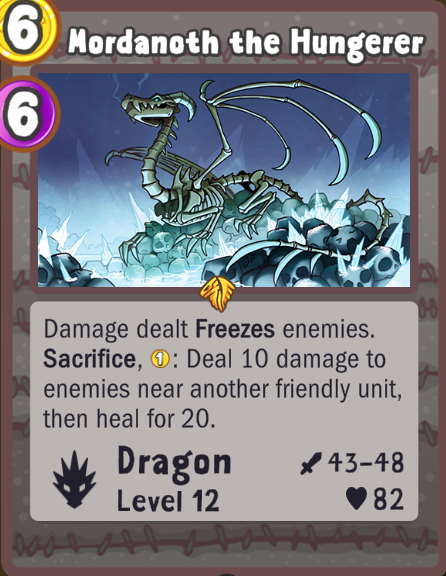 6 Mordanoth the Hungerer
6
Damage dealt Freezes enemies.
Sacrifice, 1: Deal 10 damage to
enemies near another friendly unit,
then heal for 20.
Dragon 43–48
Level 12 82